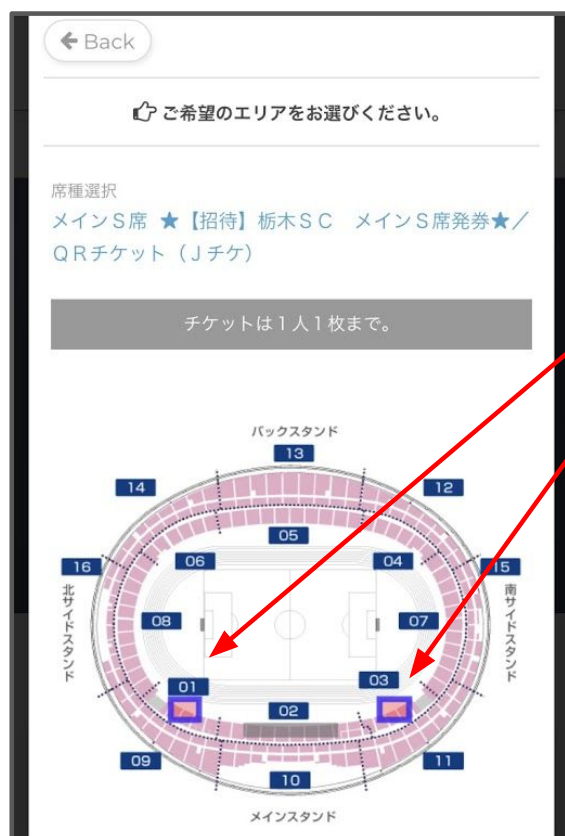 Back
ご希望のエリアをお選びください。
席種選択
メインＳ席 ★【招待】栃木ＳＣ　メインＳ席発券★／
ＱＲチケット（Ｊチケ）
チケットは１人１枚まで。
バックスタンド
13
14
12
05
06
04
16
15
北サイドスタンド
南サイドスタンド
08
07
01
03
02
09
11
10
メインスタンド